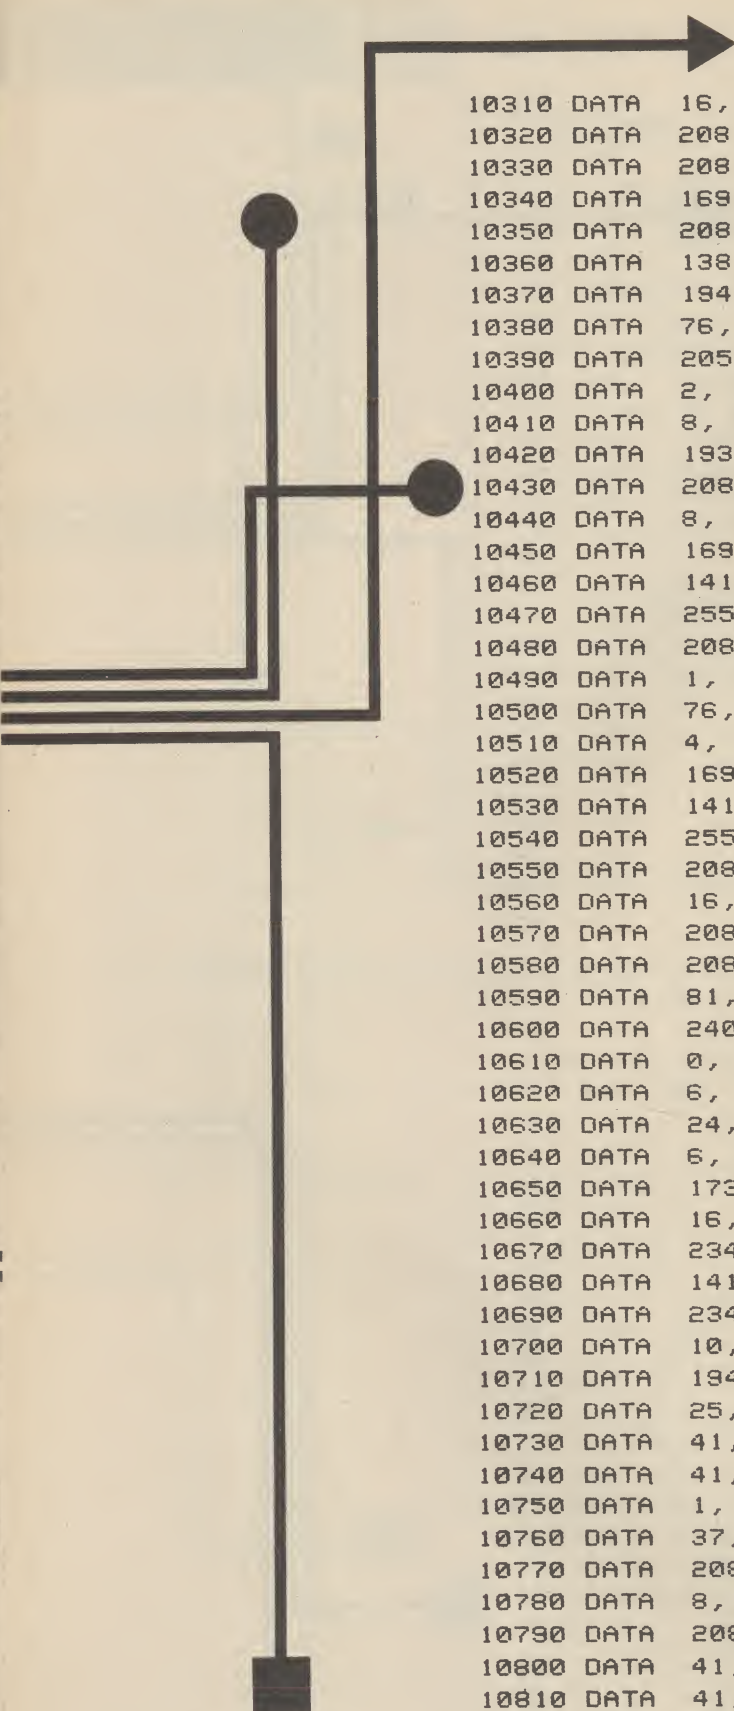 10310 DATA 16,
10320 DATA 208
10330 DATA 208
10340 DATA 169
10350 DATA 208
10360 DATA 138
10370 DATA 194
10380 DATA 76,
10390 DATA 205
10400 DATA 2,
10410 DATA 8,
10420 DATA 193
10430 DATA 208
10440 DATA 8,
10450 DATA 169
10460 DATA 141
10470 DATA 255
10480 DATA 208
10490 DATA 1,
10500 DATA 76,
10510 DATA 4,
10520 DATA 169
10530 DATA 141
10540 DATA 255
10550 DATA 208
10560 DATA 16,
10570 DATA 208
10580 DATA 208
10590 DATA 81,
10600 DATA 240
10610 DATA 0,
10620 DATA 6,
10630 DATA 24,
10640 DATA 6,
10650 DATA 173
10660 DATA 16,
10670 DATA 234
10680 DATA 141
10690 DATA 234
10700 DATA 10,
10710 DATA 194
10720 DATA 25,
10730 DATA 41,
10740 DATA 41,
10750 DATA 1,
10760 DATA 37,
10770 DATA 208
10780 DATA 8,
10790 DATA 208
10800 DATA 41,
10810 DATA 41,